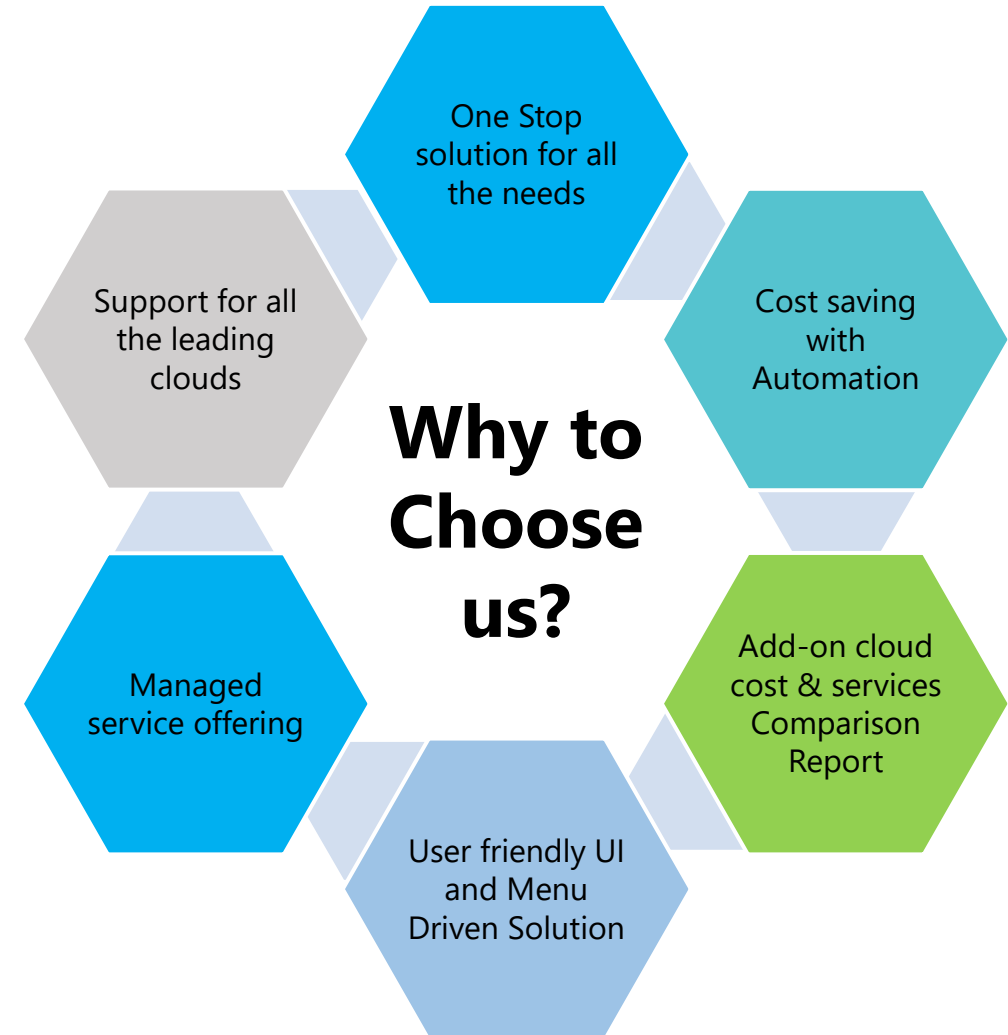 One Stop
solution for all
the needs
Cost saving
with
Automation
Add-on cloud
cost & services
Comparison
Report
User friendly UI
and Menu
Driven Solution
Managed
service offering
Support for all
the leading
clouds
Why to
Choose
us?